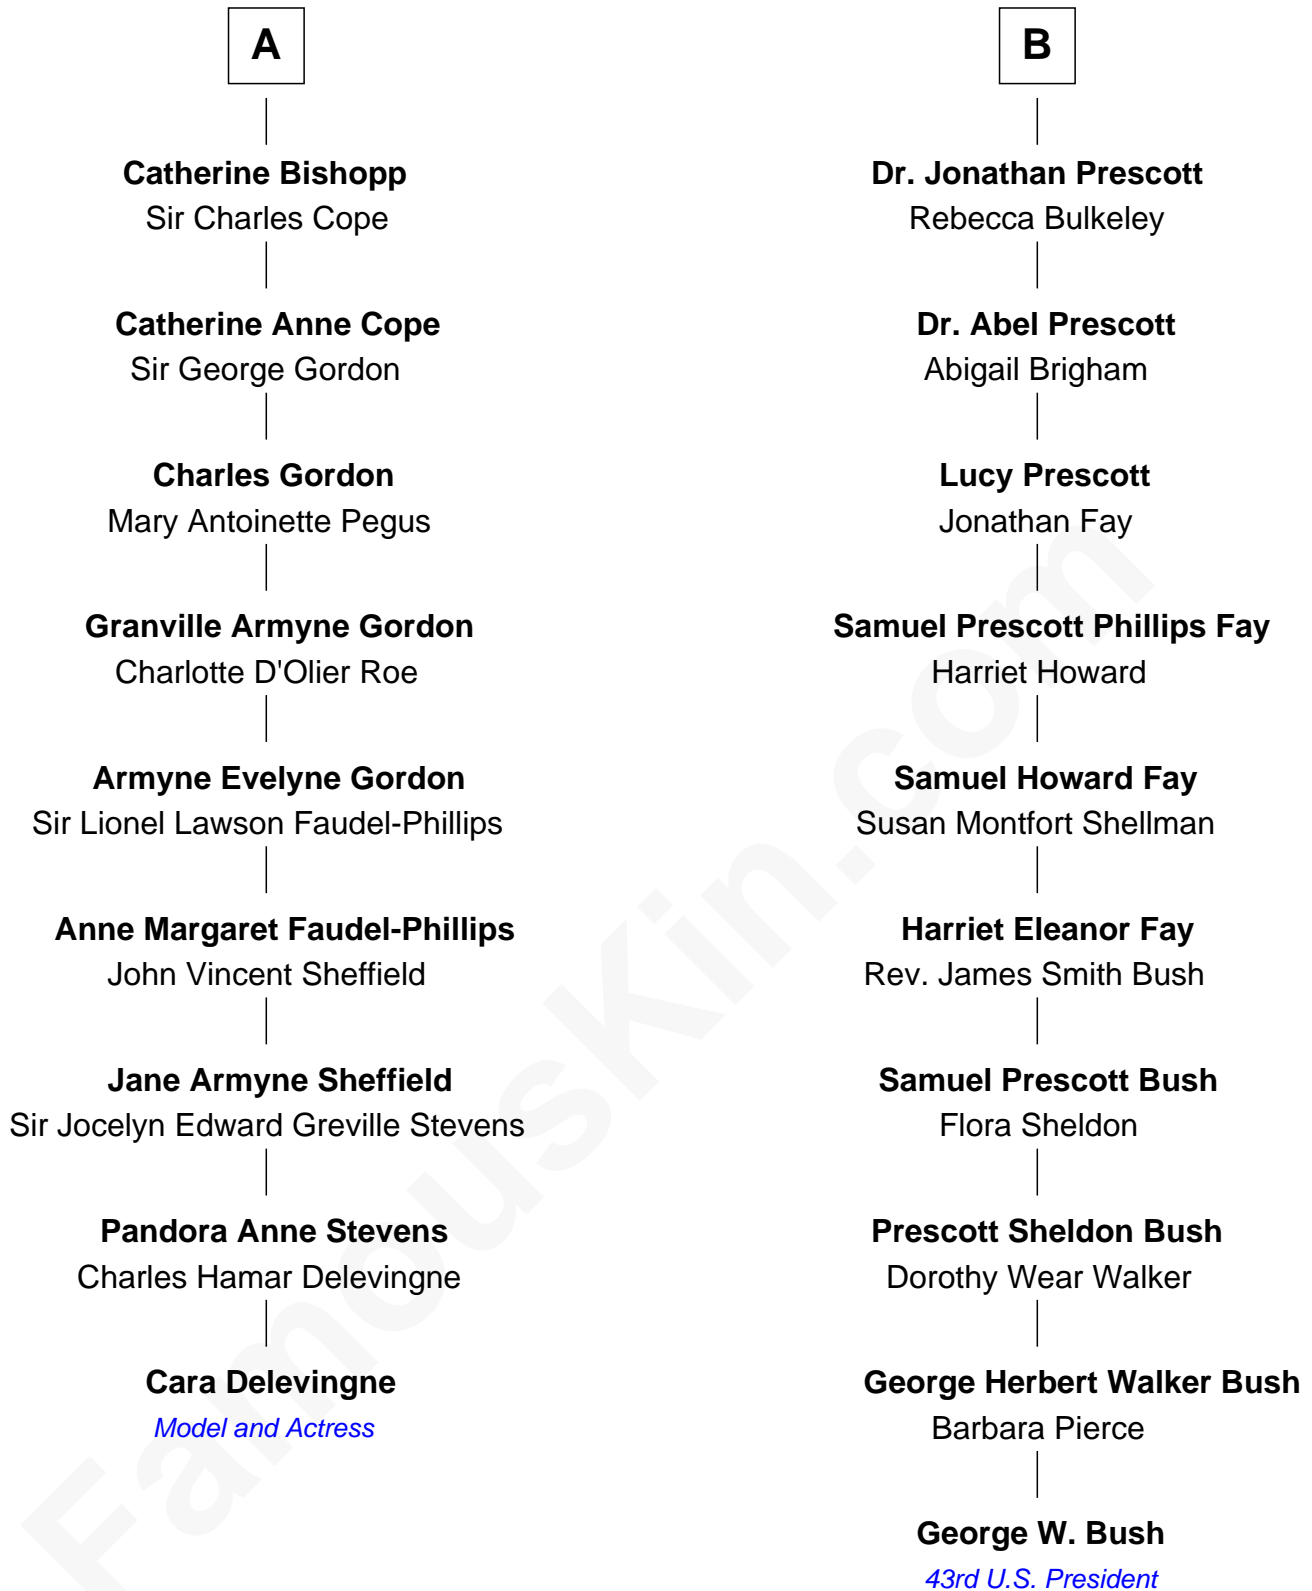 A
Catherine Bishopp
Sir Charles Cope
Catherine Anne Cope
Sir George Gordon
Charles Gordon
Mary Antoinette Pegus
Granville Armyne Gordon
Charlotte D'Olier Roe
Armyne Evelyne Gordon
Sir Lionel Lawson Faudel-Phillips
Anne Margaret Faudel-Phillips
John Vincent Sheffield
Jane Armyne Sheffield
Sir Jocelyn Edward Greville Stevens
Pandora Anne Stevens
Charles Hamar Delevingne
Cara Delevingne
Model and Actress
B
Dr. Jonathan Prescott
Rebecca Bulkeley
Dr. Abel Prescott
Abigail Brigham
Lucy Prescott
Jonathan Fay
Samuel Prescott Phillips Fay
Harriet Howard
Samuel Howard Fay
Susan Montfort Shellman
Harriet Eleanor Fay
Rev. James Smith Bush
Samuel Prescott Bush
Flora Sheldon
Prescott Sheldon Bush
Dorothy Wear Walker
George Herbert Walker Bush
Barbara Pierce
George W. Bush
43rd U.S. President
FamousKin.com